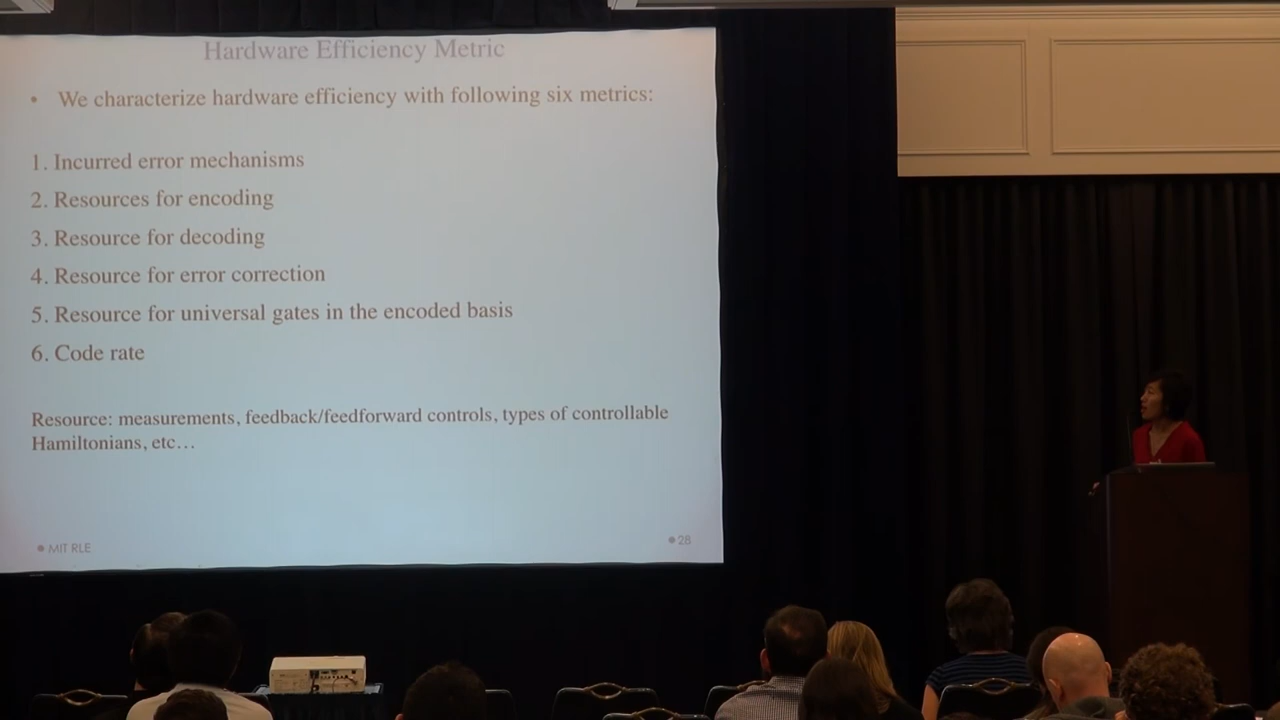 Hardware Efficiency Metric
• We characterize hardware efficiency with following six metrics:
1. Incurred error mechanisms
2. Resources for encoding
3. Resource for decoding
4. Resource for error correction
5. Resource for universal gates in the encoded basis
6. Code rate
Resource: measurements, feedback/feedforward controls, types of controllable
Hamiltonians, etc…
• MIT RLE
• 28